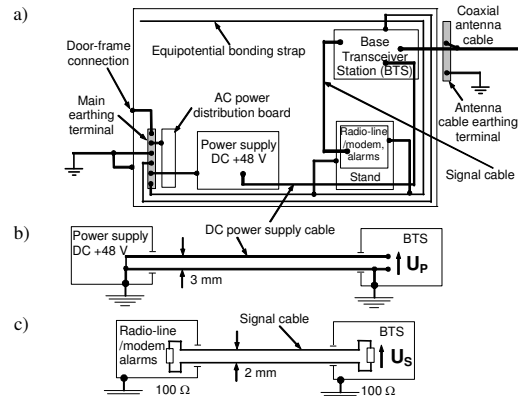 a)
Coaxial
antenna
cable
Door-frame
connection
Equipotential bonding strap
Base
Transceiver
Station (BTS)
Main
earthing
terminal
AC power
distribution board
Antenna
cable earthing
terminal
Power supply
DC +48 V
Radio-line
/modem,
alarms
Stand
Signal cable
DC power supply cable
b)
Power supply
DC +48 V
BTS
UP
3 mm
c)
Signal cable
Radio-line
/modem
alarms
BTS
US
2 mm
100 Ω
100 Ω